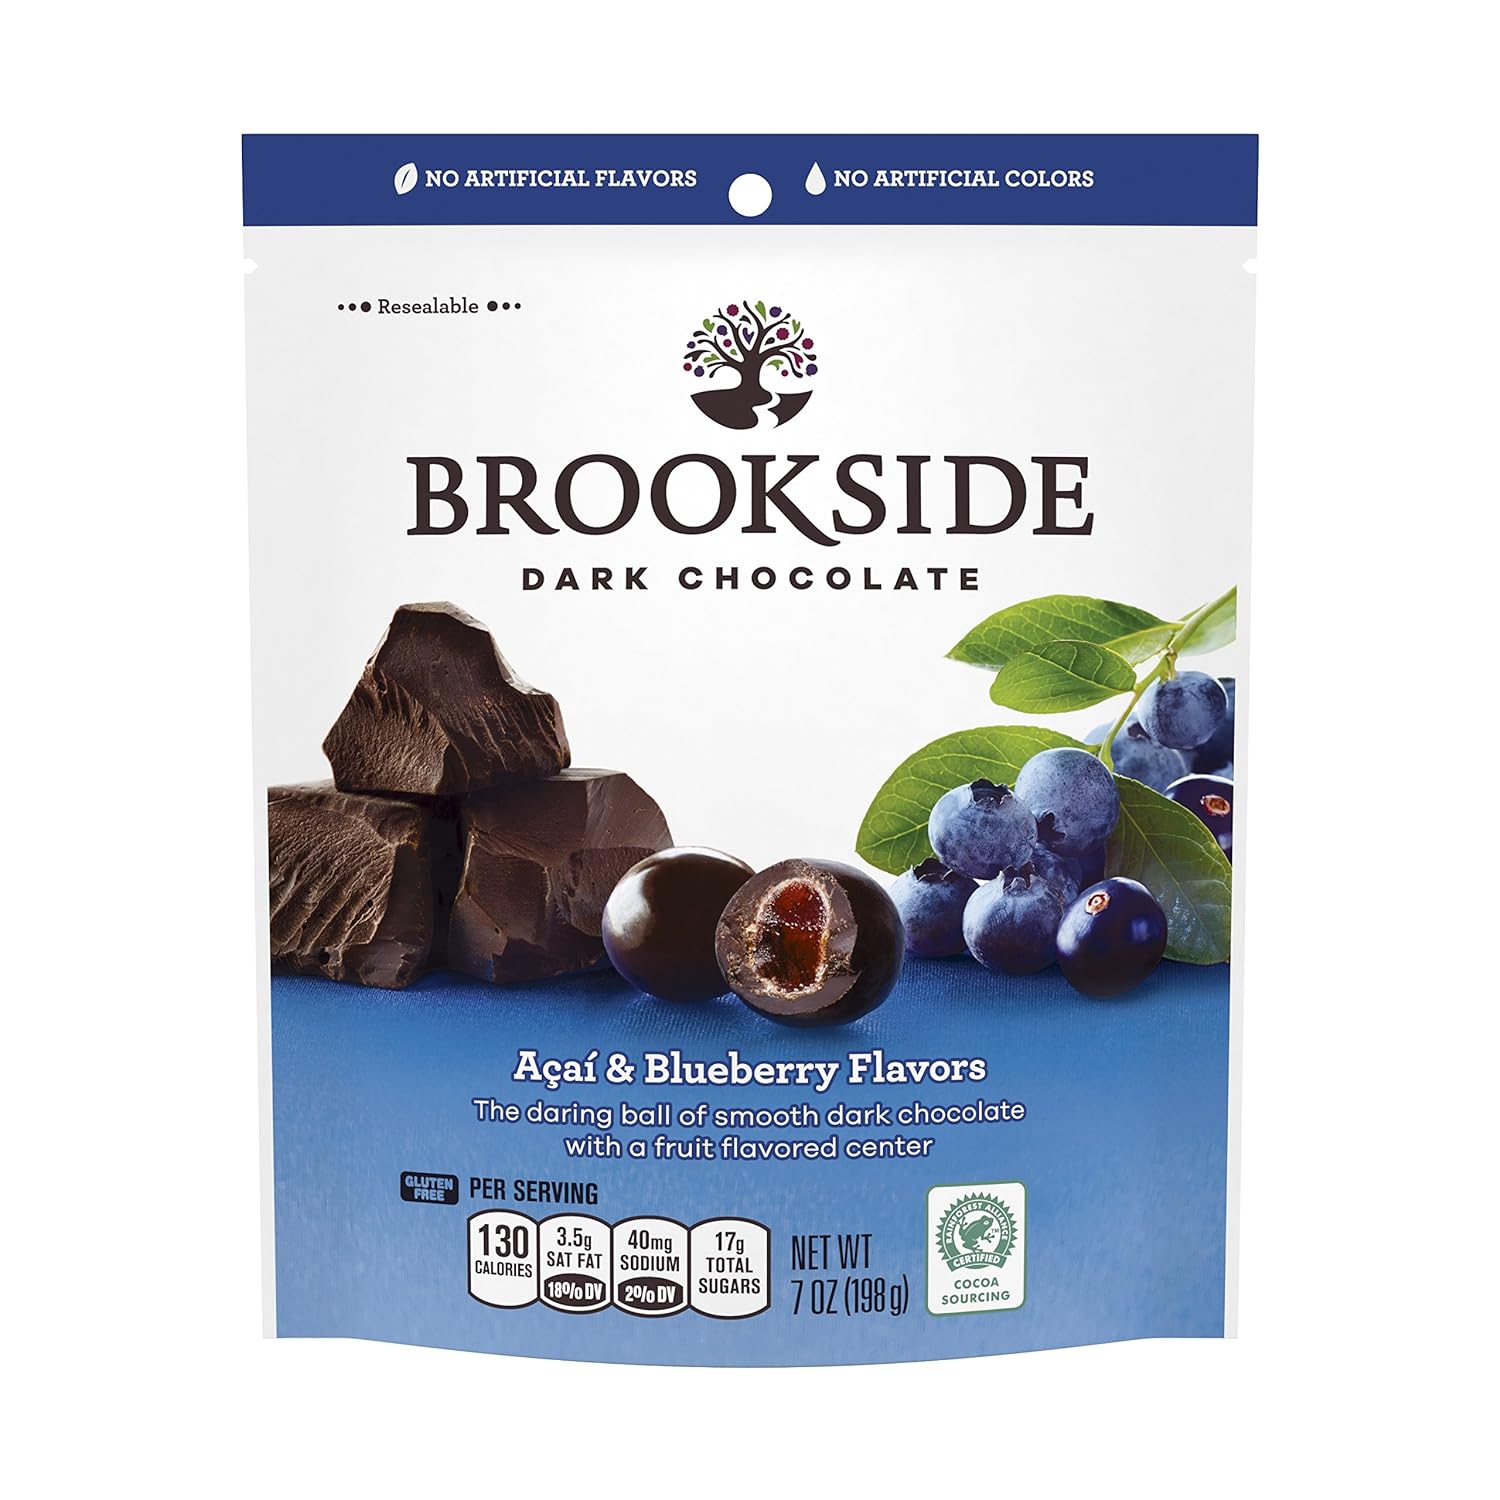 NO ARTIFICIAL FLAVORS
NO ARTIFICIAL COLORS
Resealable
BROOKSIDE
DARK CHOCOLATE
Açaí & Blueberry Flavors
The daring ball of smooth dark chocolate
with a fruit flavored center
GLUTEN
FREE
PER SERVING
130
CALORIES
3.5g
SAT FAT
18% DV
40mg
SODIUM
2% DV
17g
TOTAL
SUGARS
NET WT
7 OZ (198 g)
RAINFOREST ALLIANCE
TM
CERTIFIED
COCOA
SOURCING